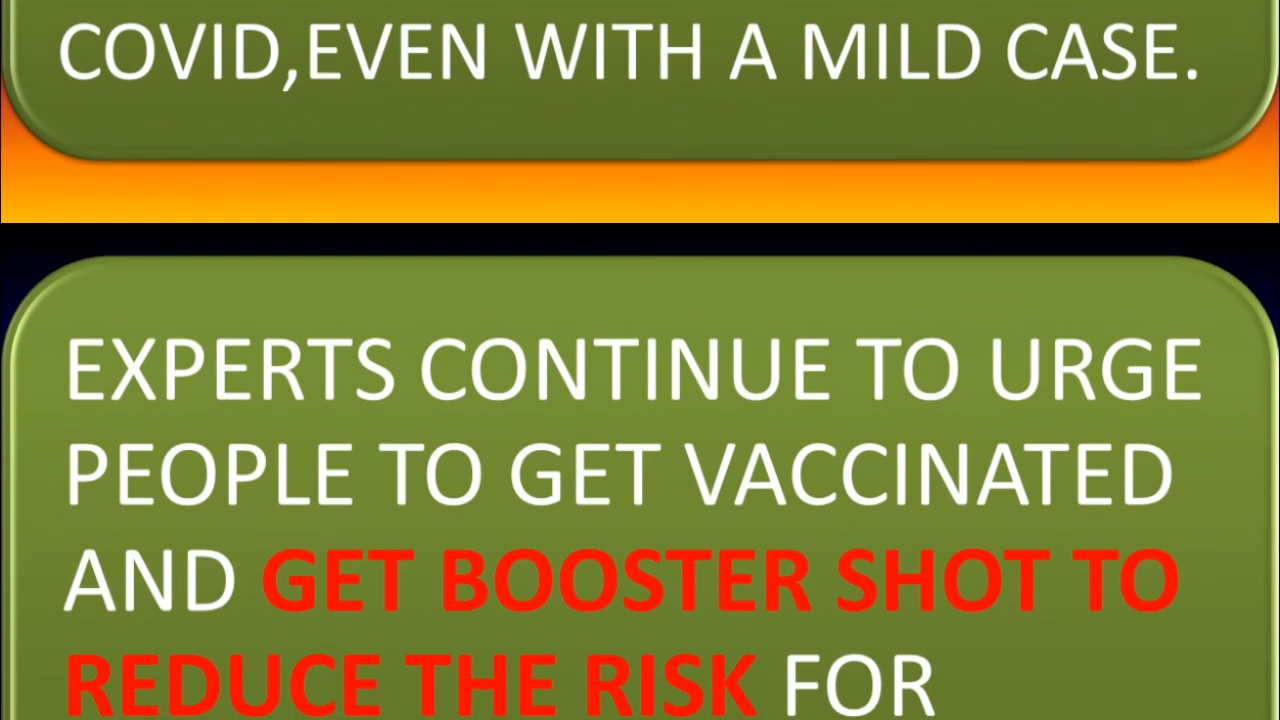 COVID,EVEN WITH A MILD CASE.
EXPERTS CONTINUE TO URGE
PEOPLE TO GET VACCINATED
AND GET BOOSTER SHOT TO
REDUCE THE RISK FOR